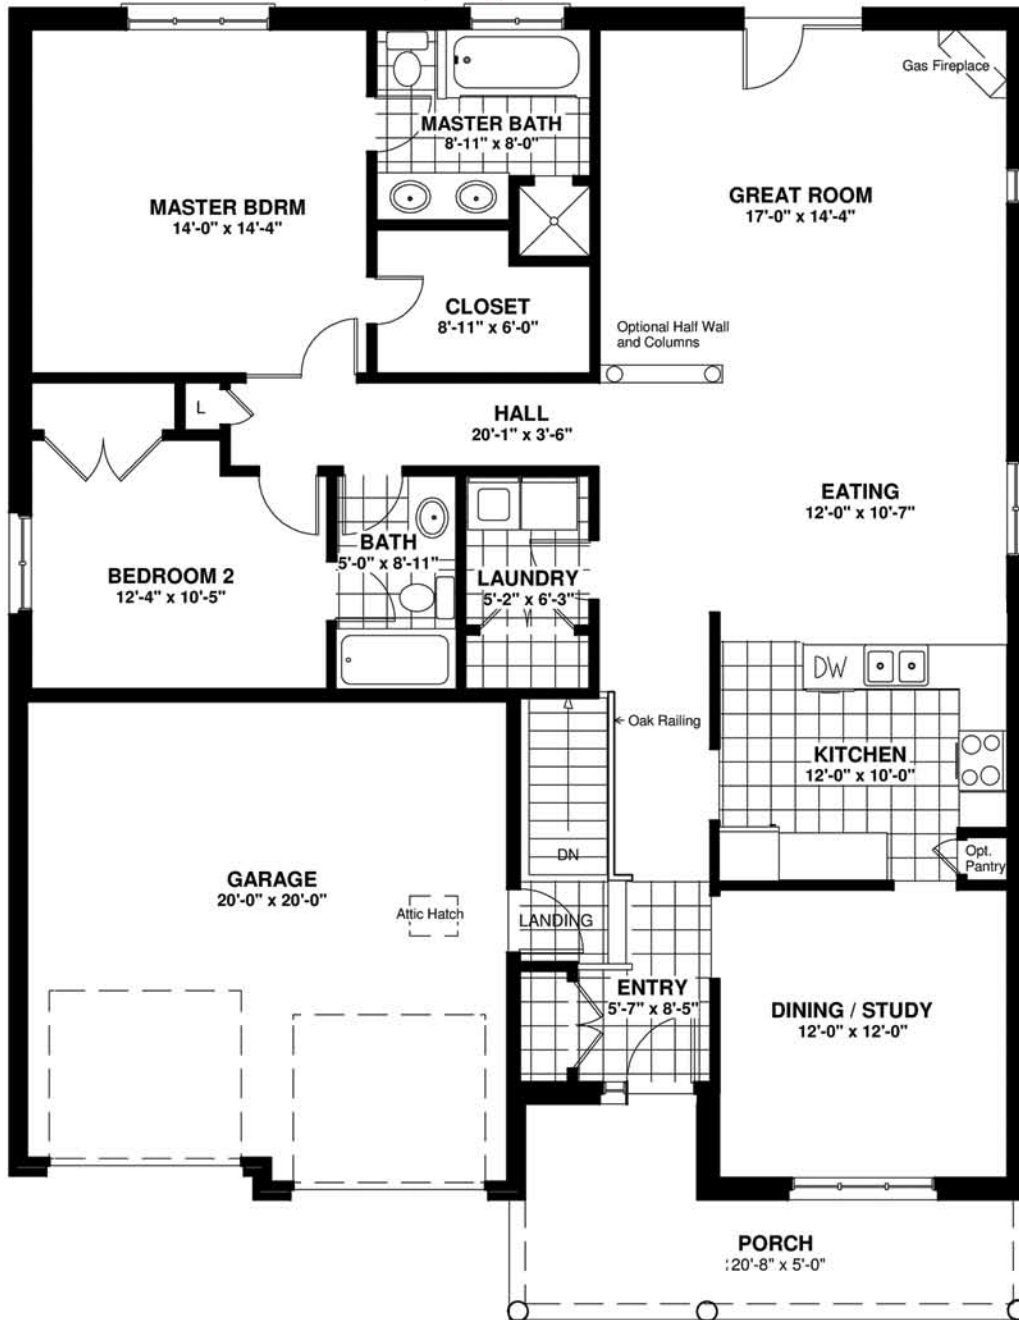 Gas Fireplace
MASTER BATH
8'-11" x 8'-0"
MASTER BDRM
14'-0" x 14'-4"
GREAT ROOM
17'-0" x 14'-4"
CLOSET
8'-11" x 6'-0"
Optional Half Wall
and Columns
L
HALL
20'-1" x 3'-6"
EATING
12'-0" x 10'-7"
BATH
5'-0" x 8'-11"
BEDROOM 2
12'-4" x 10'-5"
LAUNDRY
5'-2" x 6'-3"
DW
← Oak Railing
KITCHEN
12'-0" x 10'-0"
DN
Opt.
Pantry
GARAGE
20'-0" x 20'-0"
Attic Hatch
LANDING
ENTRY
5'-7" x 8'-5"
DINING / STUDY
12'-0" x 12'-0"
PORCH
20'-8" x 5'-0"